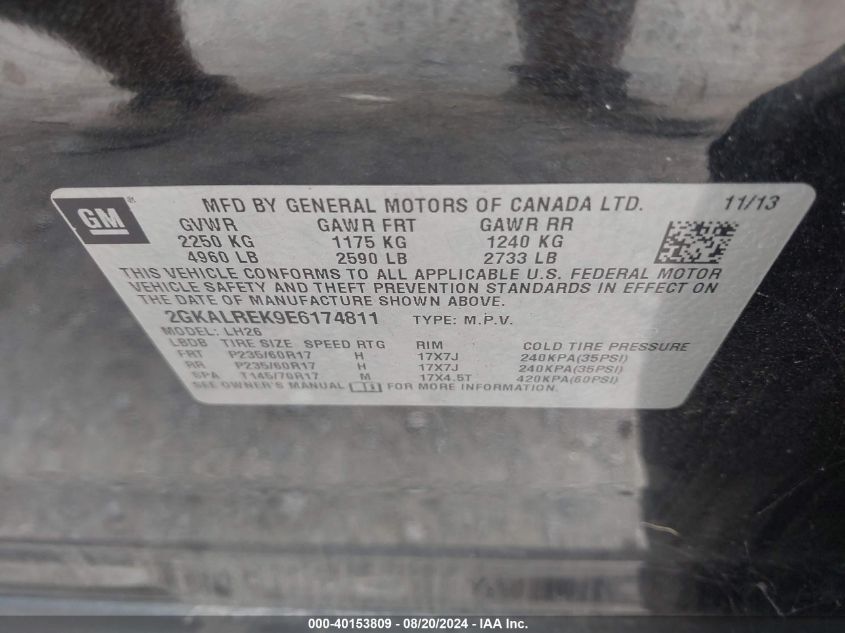 GM MFD BY GENERAL MOTORS OF CANADA LTD. 11/13
GVWR GAWR FRT GAWR RR
2250 KG 1175 KG 1240 KG
4960 LB 2590 LB 2733 LB
THIS VEHICLE CONFORMS TO ALL APPLICABLE U.S. FEDERAL MOTOR
VEHICLE SAFETY AND THEFT PREVENTION STANDARDS IN EFFECT ON
THE DATE OF MANUFACTURE SHOWN ABOVE.
2GKALREK9E6174811 TYPE: M.P.V.
MODEL: LH26
LBDB TIRE SIZE SPEED RTG RIM COLD TIRE PRESSURE
FRT P235/60R17 H 17X7J 240KPA(35PSI)
RR P235/60R17 H 17X7J 240KPA(35PSI)
SPA T145/70R17 M 17X4.5T 420KPA(60PSI)
SEE OWNER'S MANUAL FOR MORE INFORMATION.
000-40153809 - 08/20/2024 - IAA Inc.